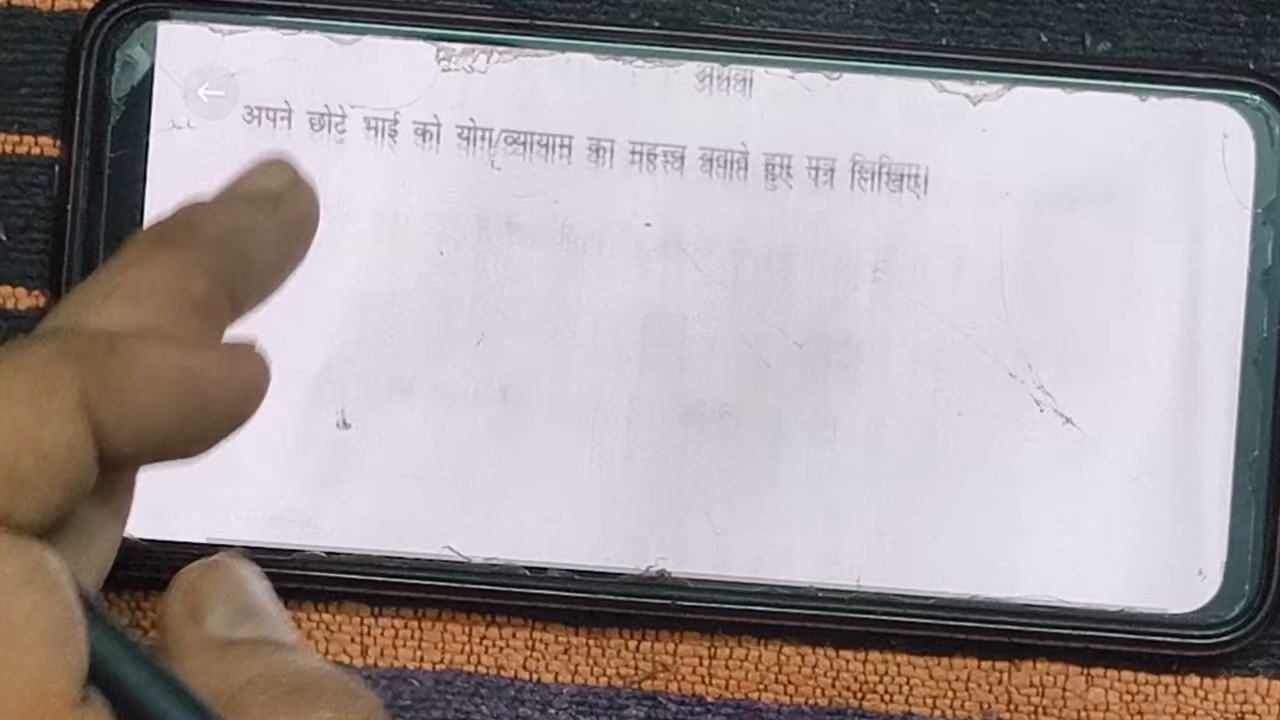 अथवा
अपने छोटे भाई को योग/व्यायाम का महत्त्व बताते हुए पत्र लिखिए।